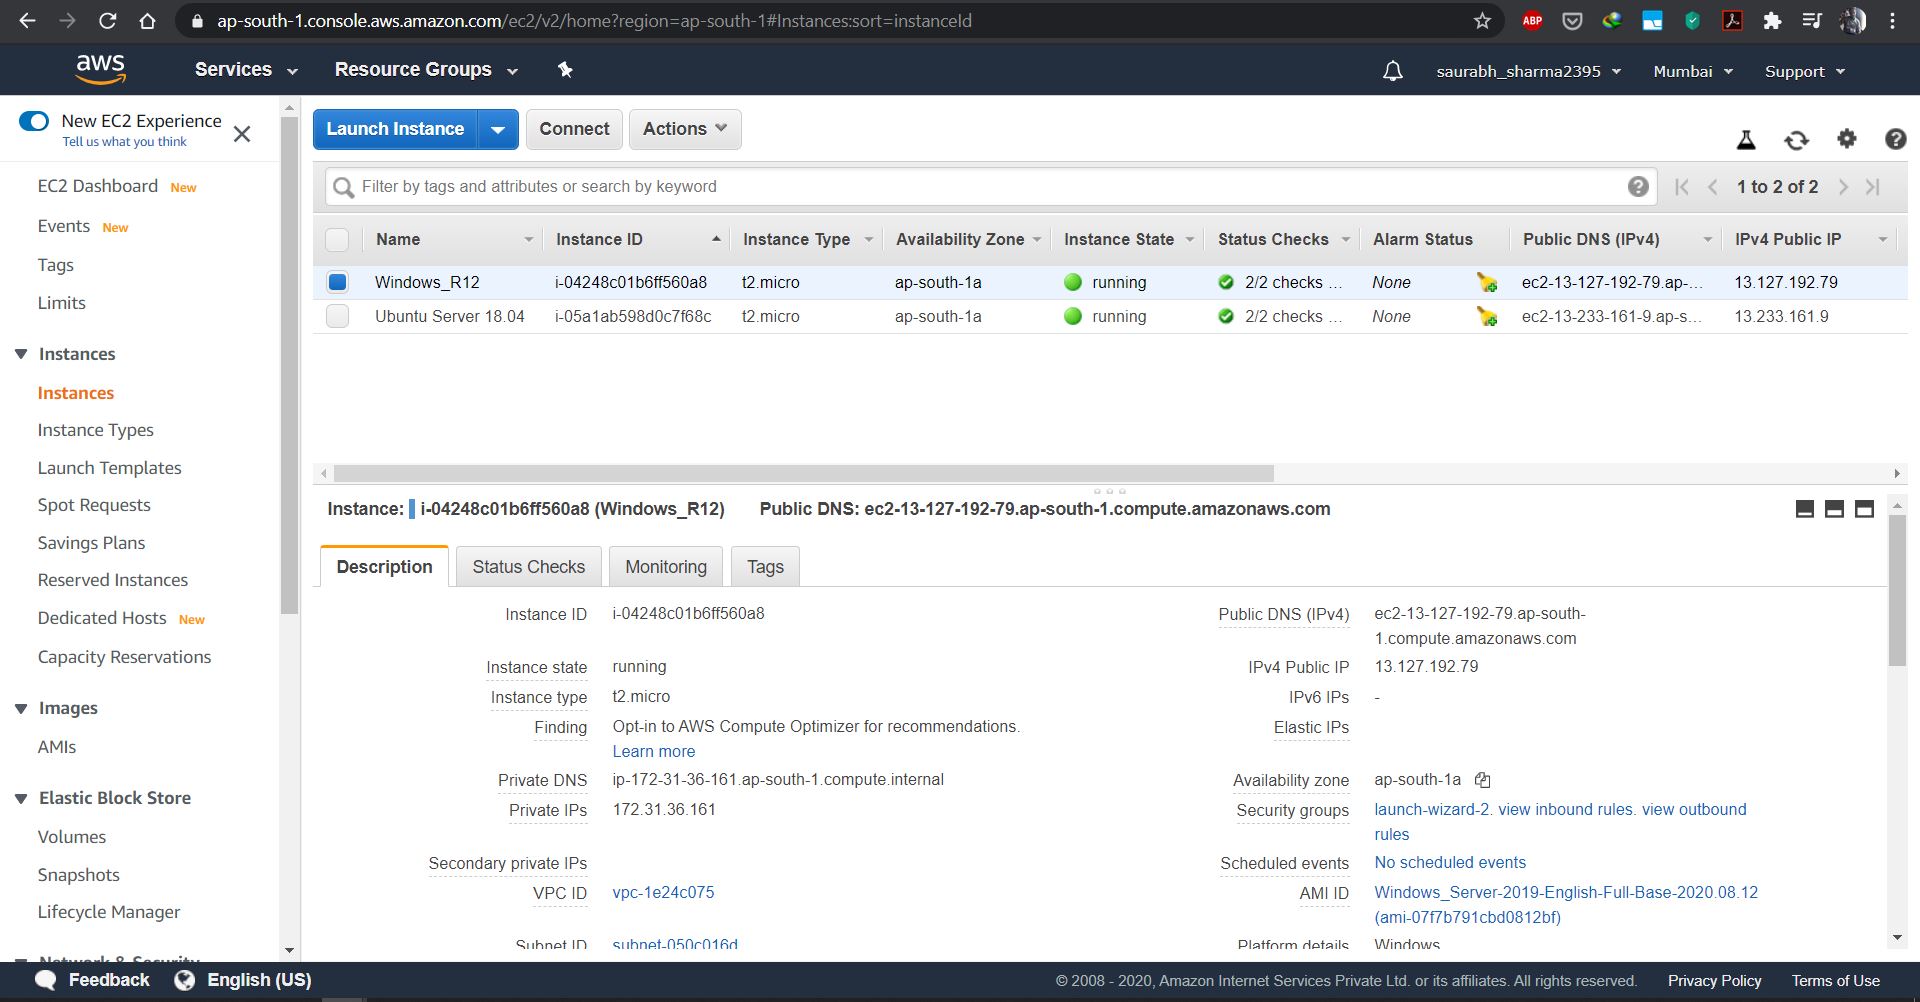 ap-south-1.console.aws.amazon.com/ec2/v2/home?region=ap-south-1#Instances:sort=instanceId
ABP
aws
Services
Resource Groups
saurabh_sharma2395
Mumbai
Support
New EC2 Experience
Tell us what you think
EC2 Dashboard New
Events New
Tags
Limits
Instances
Instances
Instance Types
Launch Templates
Spot Requests
Savings Plans
Reserved Instances
Dedicated Hosts New
Capacity Reservations
Images
AMIs
Elastic Block Store
Volumes
Snapshots
Lifecycle Manager
Network & Security
Launch Instance
Connect
Actions
Filter by tags and attributes or search by keyword
1 to 2 of 2
Name Instance ID Instance Type Availability Zone Instance State Status Checks Alarm Status Public DNS (IPv4) IPv4 Public IP
Windows_R12 i-04248c01b6ff560a8 t2.micro ap-south-1a running 2/2 checks ... None ec2-13-127-192-79.ap-... 13.127.192.79
Ubuntu Server 18.04 i-05a1ab598d0c7f68c t2.micro ap-south-1a running 2/2 checks ... None ec2-13-233-161-9.ap-s... 13.233.161.9
Instance: i-04248c01b6ff560a8 (Windows_R12) Public DNS: ec2-13-127-192-79.ap-south-1.compute.amazonaws.com
Description
Status Checks
Monitoring
Tags
Instance ID i-04248c01b6ff560a8
Instance state running
Instance type t2.micro
Finding Opt-in to AWS Compute Optimizer for recommendations.
Learn more
Private DNS ip-172-31-36-161.ap-south-1.compute.internal
Private IPs 172.31.36.161
Secondary private IPs
VPC ID vpc-1e24c075
Subnet ID subnet-050c016d
Public DNS (IPv4) ec2-13-127-192-79.ap-south-
1.compute.amazonaws.com
IPv4 Public IP 13.127.192.79
IPv6 IPs -
Elastic IPs
Availability zone ap-south-1a
Security groups launch-wizard-2. view inbound rules. view outbound
rules
Scheduled events No scheduled events
AMI ID Windows_Server-2019-English-Full-Base-2020.08.12
(ami-07f7b791cbd0812bf)
Platform details Windows
Feedback
English (US)
© 2008 - 2020, Amazon Internet Services Private Ltd. or its affiliates. All rights reserved.
Privacy Policy
Terms of Use